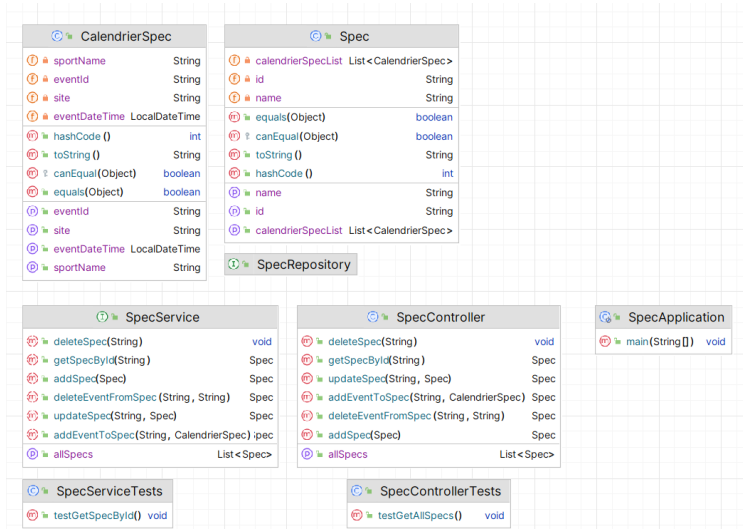 CalendrierSpec
sportName String
eventId String
site String
eventDateTime LocalDateTime
hashCode () int
toString () String
canEqual (Object) boolean
equals(Object) boolean
eventId String
site String
eventDateTime LocalDateTime
sportName String
Spec
calendrierSpecList List<CalendrierSpec>
id String
name String
equals(Object) boolean
canEqual (Object) boolean
toString () String
hashCode () int
name String
id String
calendrierSpecList List<CalendrierSpec>
SpecRepository
SpecService
deleteSpec(String) void
getSpecById(String) Spec
addSpec(Spec) Spec
deleteEventFromSpec (String, String) Spec
updateSpec(String, Spec) Spec
addEventToSpec(String, CalendrierSpec) Spec
allSpecs List<Spec>
SpecController
deleteSpec(String) void
getSpecById(String) Spec
updateSpec(String, Spec) Spec
addEventToSpec(String, CalendrierSpec) Spec
deleteEventFromSpec (String, String) Spec
addSpec(Spec) Spec
allSpecs List<Spec>
SpecApplication
main(String[]) void
SpecServiceTests
testGetSpecById() void
SpecControllerTests
testGetAllSpecs() void